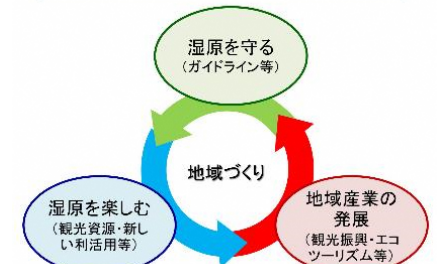 湿原を守る
(ガイドライン等)
地域づくり
湿原を楽しむ
(観光資源・新し
い利活用等)
地域産業の
発展
(観光振興・エコ
ツーリズム等)